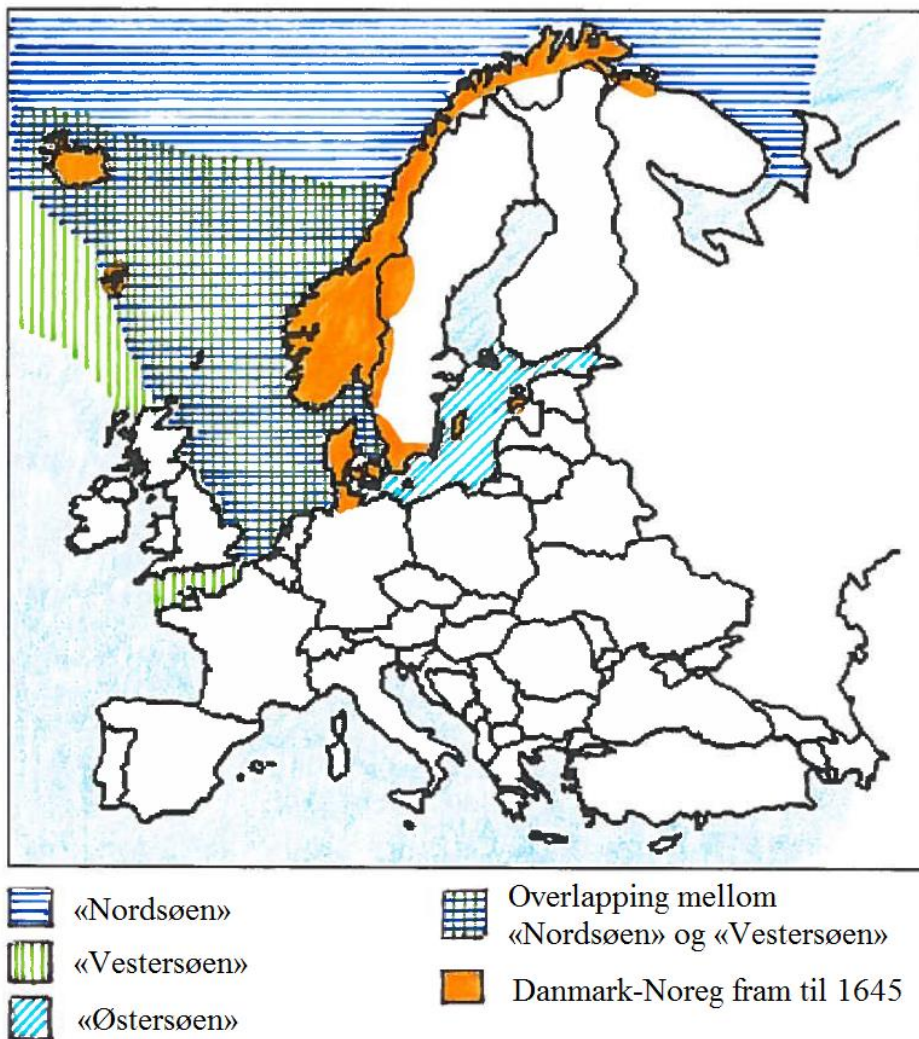 «Nordsøen»
«Vestersøen»
«Østersøen»
Overlapping mellom
«Nordsøen» og «Vestersøen»
Danmark-Noreg fram til 1645